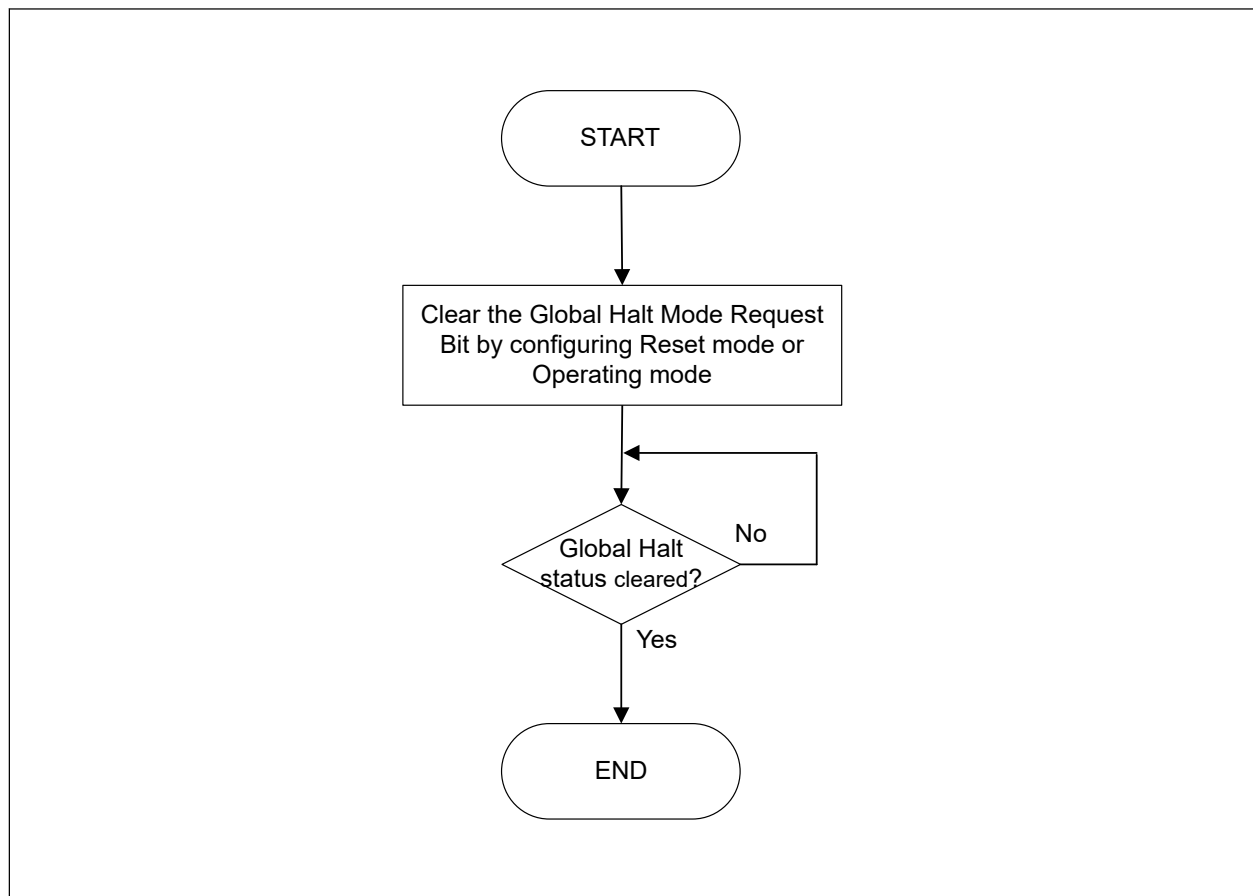 START
Clear the Global Halt Mode Request
Bit by configuring Reset mode or
Operating mode
No
Global Halt
status cleared?
Yes
END